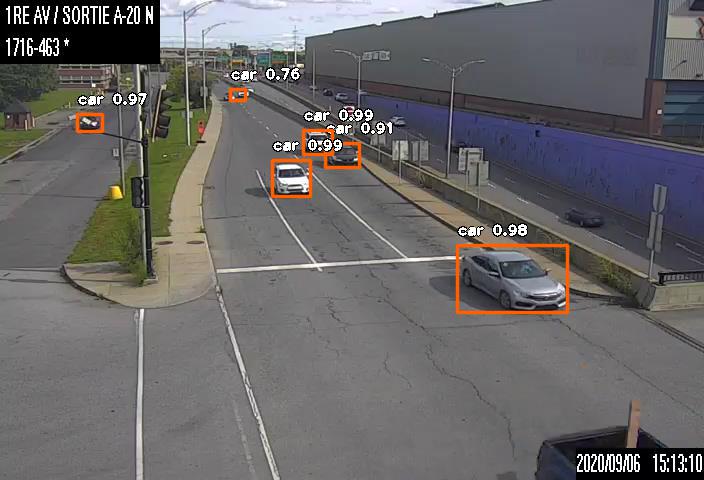 1RE AV / SORTIE A-20 N
1716-463 *
car 0.76
car 0.97
car 0.99
car 0.91
car 0.99
car 0.98
2020/09/06 15:13:10